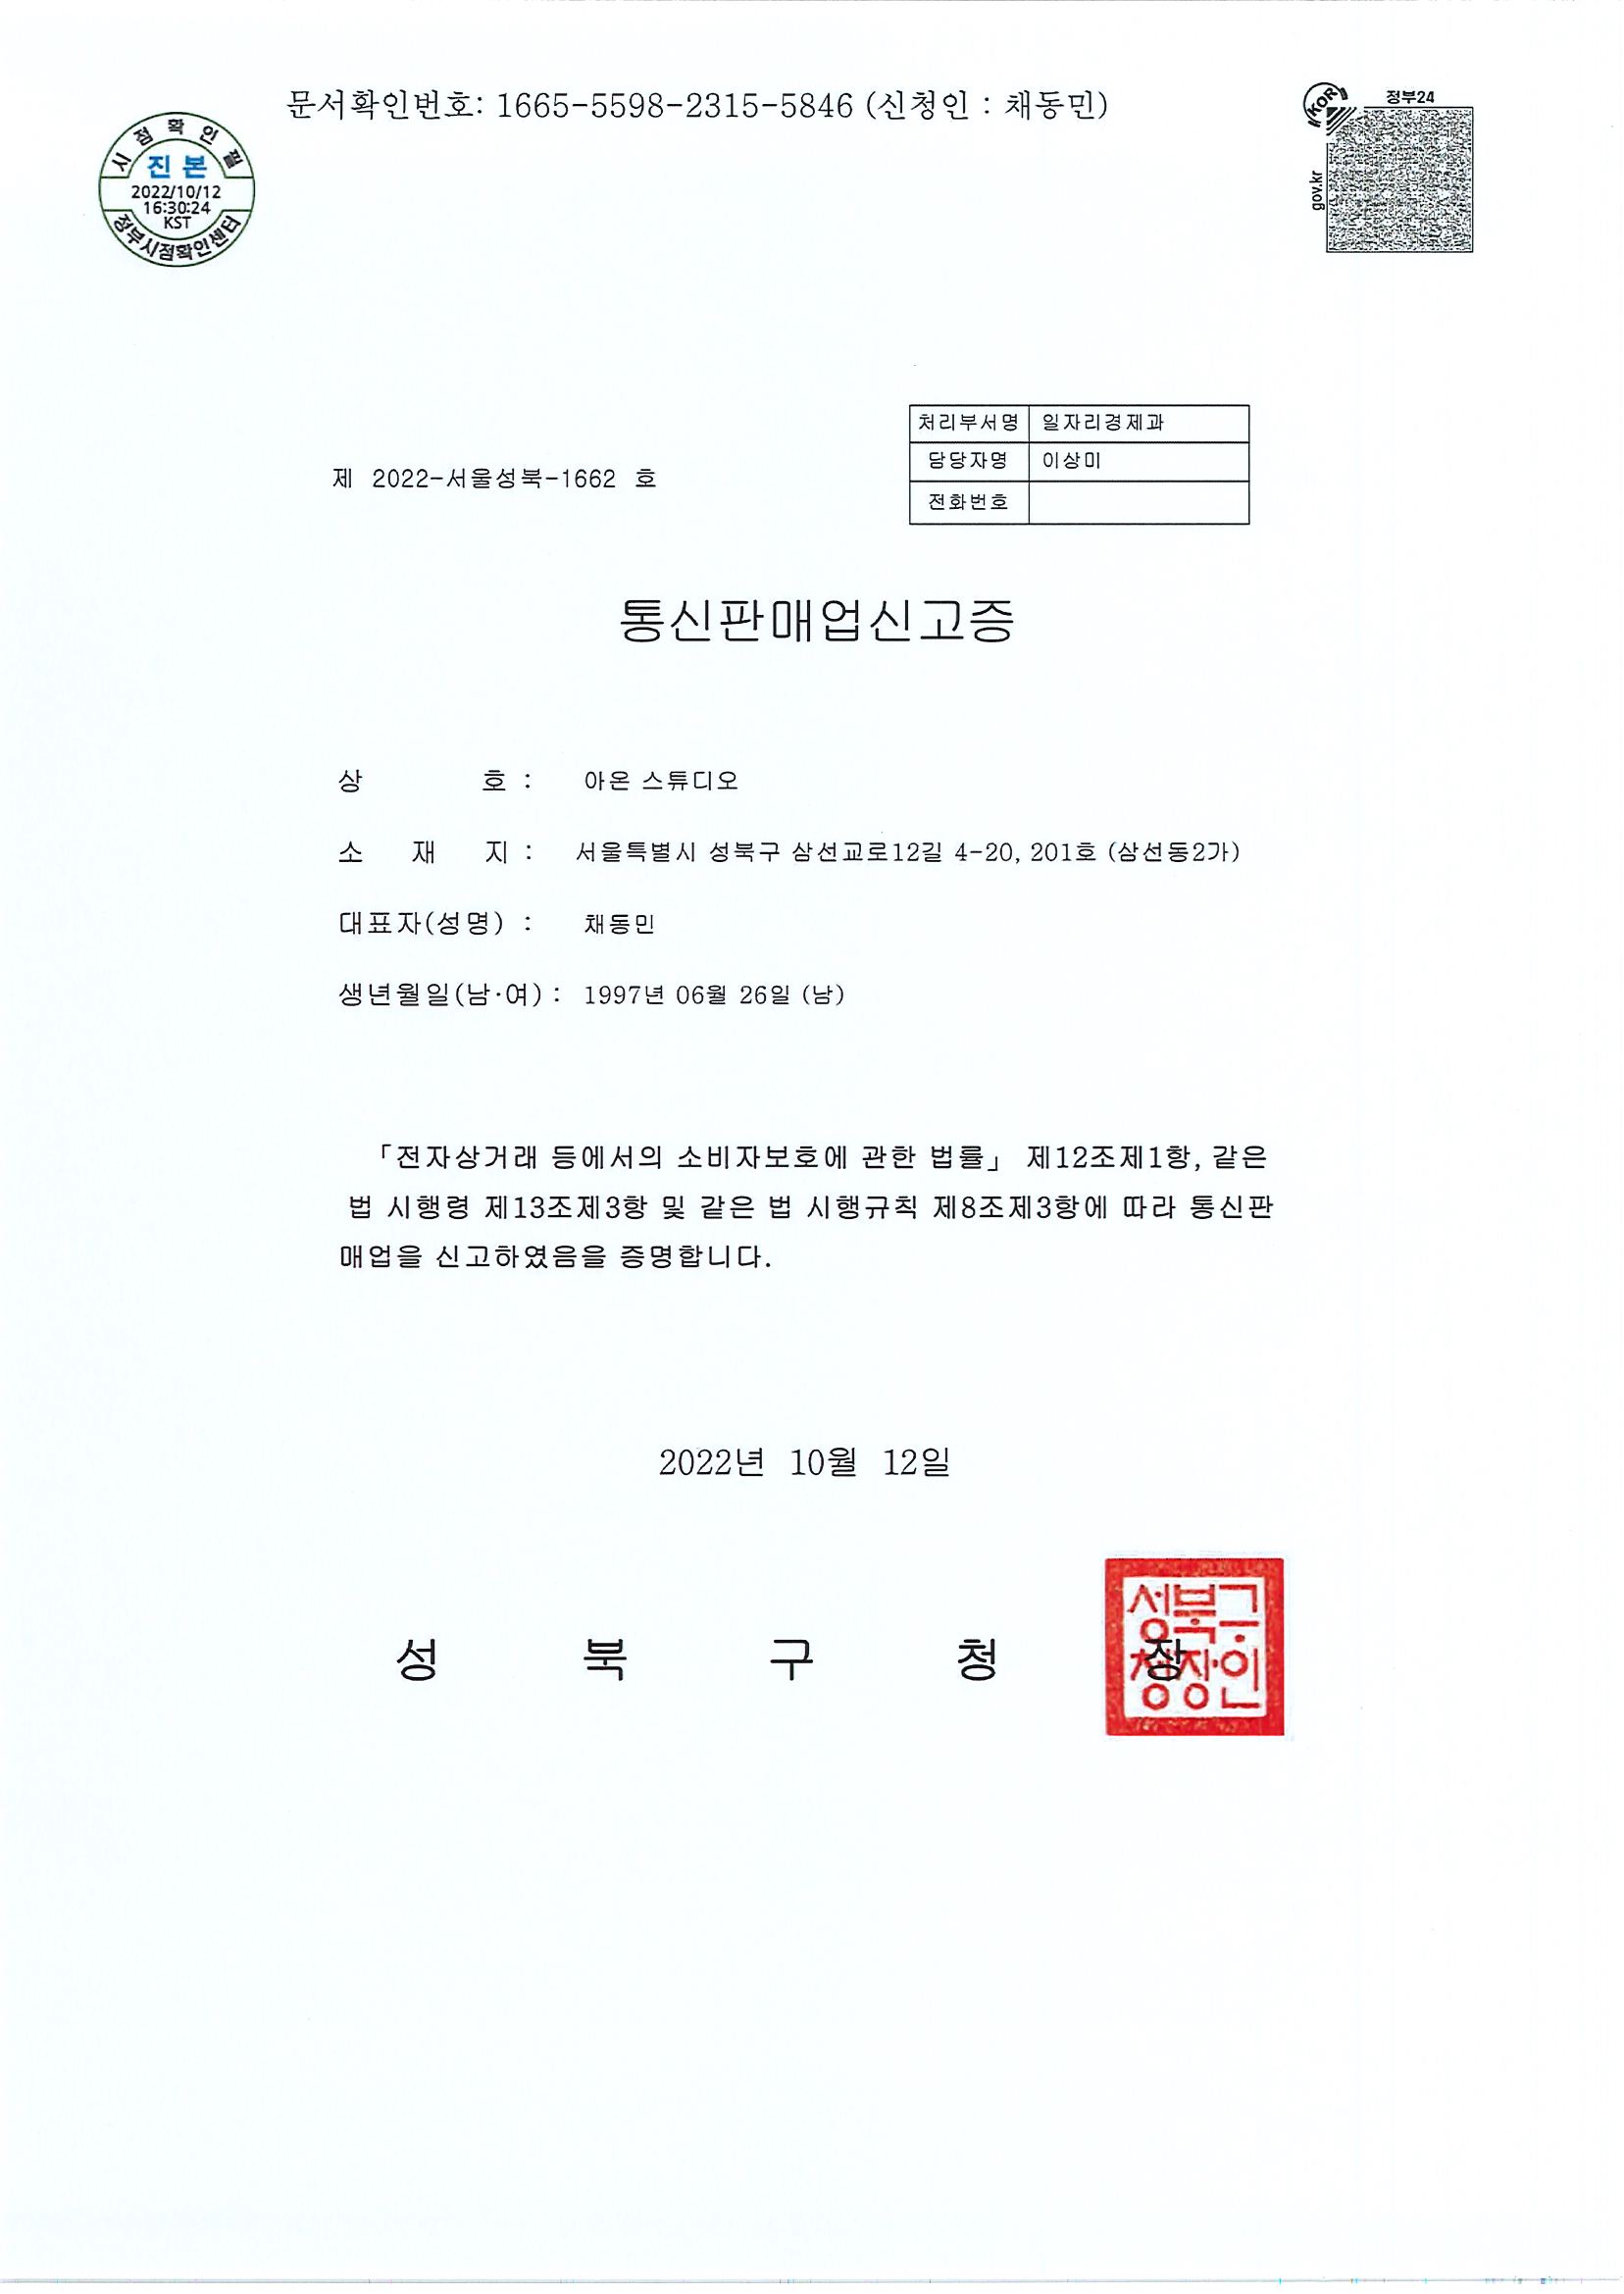 문서확인번호: 1665-5598-2315-5846 (신청인 : 채동민)
시점확인필
진본
2022/10/12
16:30:24
KST
정부시점확인센터
KOR
정부24
gov.kr
처리부서명 일자리경제과
담당자명 이상미
전화번호
제 2022-서울성북-1662 호
통신판매업신고증
상 호 : 아온 스튜디오
소 재 지 : 서울특별시 성북구 삼선교로12길 4-20, 201호 (삼선동2가)
대표자(성명) : 채동민
생년월일(남·여) : 1997년 06월 26일 (남)
「전자상거래 등에서의 소비자보호에 관한 법률」 제12조제1항, 같은
법 시행령 제13조제3항 및 같은 법 시행규칙 제8조제3항에 따라 통신판
매업을 신고하였음을 증명합니다.
2022년 10월 12일
성 북 구 청 장
성북구
청장인